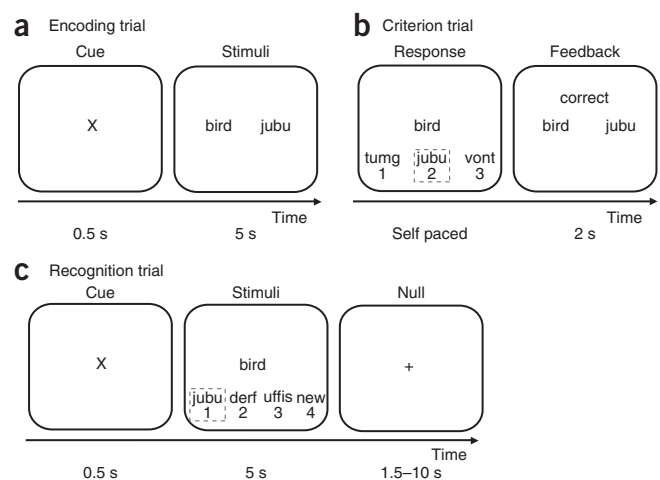 a Encoding trial
Cue Stimuli
X
bird jubu
Time
0.5 s 5 s
b Criterion trial
Response Feedback
bird
tumg jubu vont
1 2 3
correct
bird jubu
Time
Self paced 2 s
c Recognition trial
Cue Stimuli Null
X
bird
jubu derf uffis new
1 2 3 4
+
Time
0.5 s 5 s 1.5–10 s